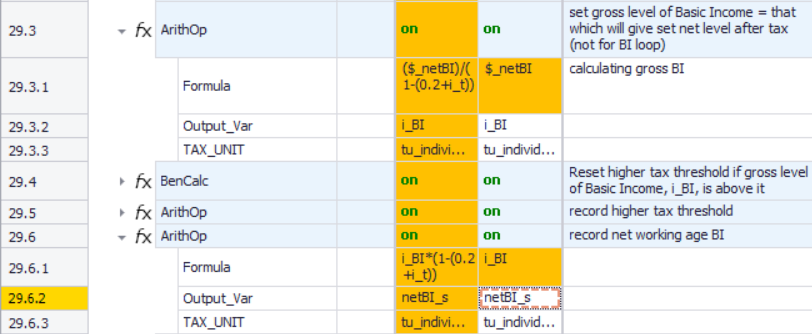 29.3 fx ArithOp on on set gross level of Basic Income = that
which will give set net level after tax
(not for BI loop)
29.3.1 Formula ($_netBI)/( $_netBI calculating gross BI
1-(0.2+i_t))
29.3.2 Output_Var i_BI i_BI
29.3.3 TAX_UNIT tu_indivi... tu_individ...
29.4 fx BenCalc on on Reset higher tax threshold if gross level
of Basic Income, i_BI, is above it
29.5 fx ArithOp on on record higher tax threshold
29.6 fx ArithOp on on record net working age BI
29.6.1 Formula i_BI*(1-(0.2 i_BI
+i_t))
29.6.2 Output_Var netBI_s netBI_s
29.6.3 TAX_UNIT tu_indivi... tu_individ...